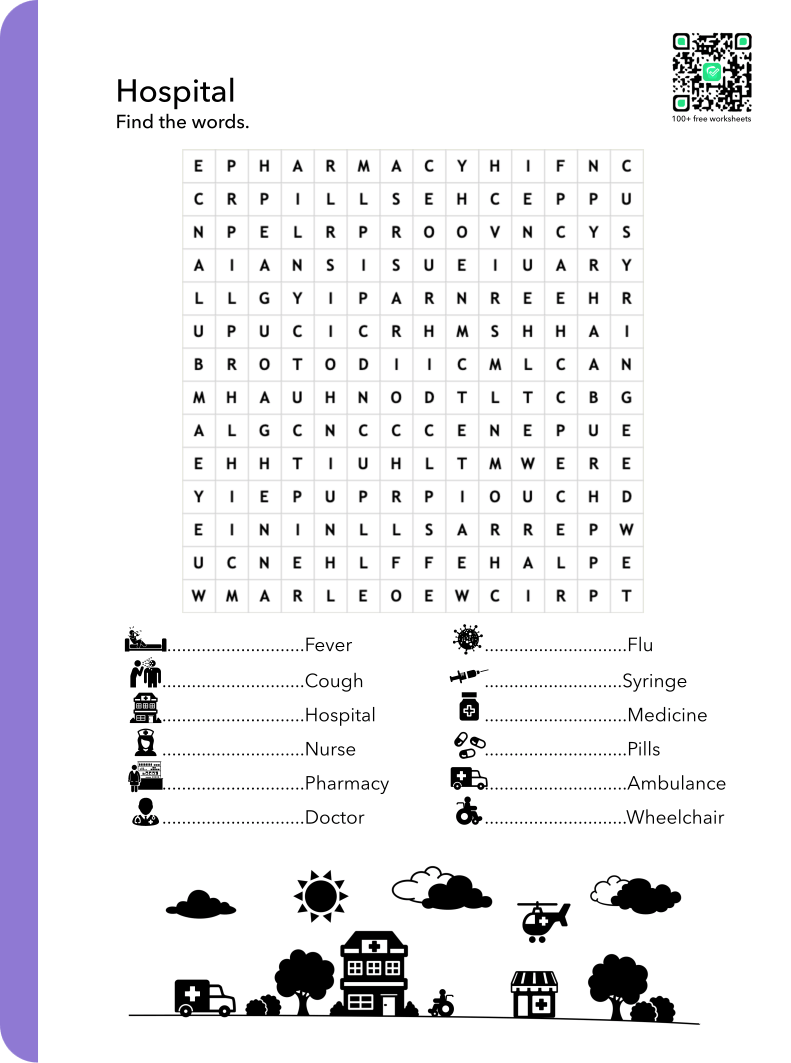 100+ free worksheets
Hospital
Find the words.
E P H A R M A C Y H I F N C
C R P I L L S E H C E P P U
N P E L R P R O O V N C Y S
A I A N S I S U E I U A R Y
L L G Y I P A R N R E E H R
U P U C I C R H M S H H A I
B R O T O D I I C M L C A N
M H A U H N O D T L T C B G
A L G C N C C C E N E P U E
E H H T I U H L T M W E R E
Y I E P U P R P I O U C H D
E I N I N L L S A R R E P W
U C N E H L F F E H A L P E
W M A R L E O E W C I R P T
..........................Fever
..........................Flu
..........................Cough
.........................Syringe
..........................Hospital
..........................Medicine
..........................Nurse
..........................Pills
..........................Pharmacy
..........................Ambulance
..........................Doctor
..........................Wheelchair